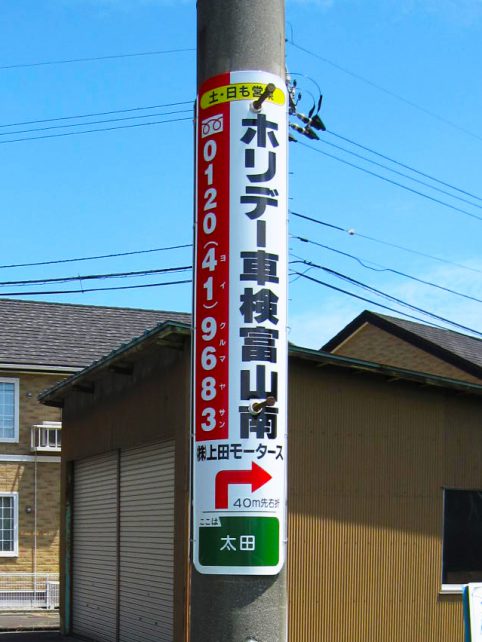 土・日も営業
ホリデー車検富山南
0120(41)9683
ヨイ クルマヤサン
㈱上田モータース
40m先右折
ここは
太田